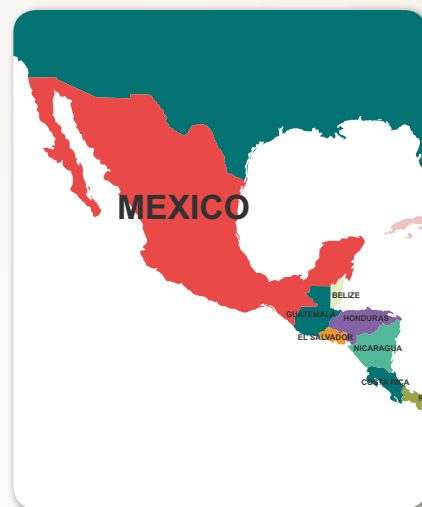 MEXICO
BELIZE
GUATEMALA
HONDURAS
EL SALVADOR
NICARAGUA
COSTA RICA